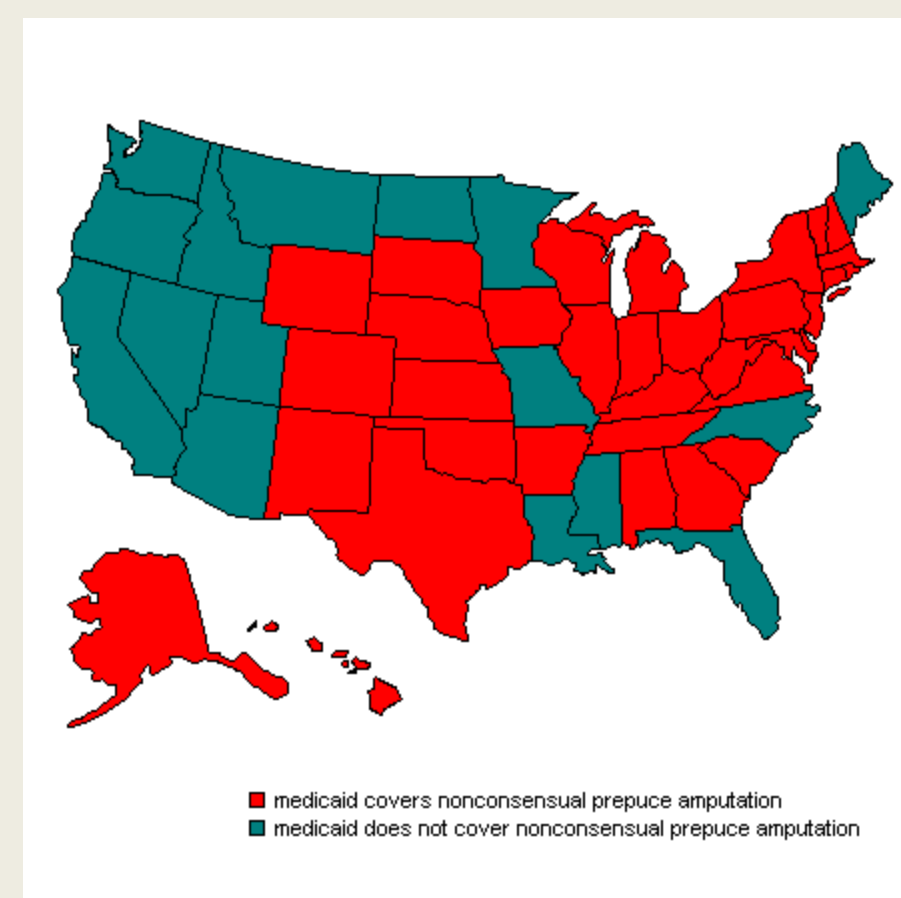 medicaid covers nonconsensual prepuce amputation
medicaid does not cover nonconsensual prepuce amputation